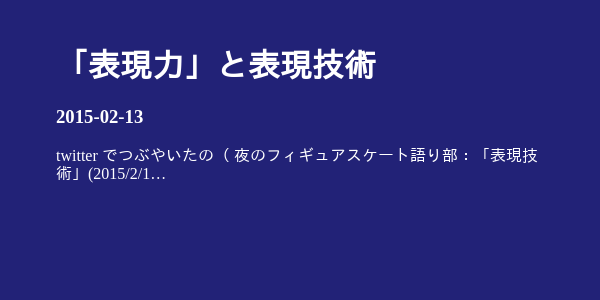 「表現力」と表現技術
2015-02-13
twitter でつぶやいたの（ 夜のフィギュアスケート語り部：「表現技
術」(2015/2/1…